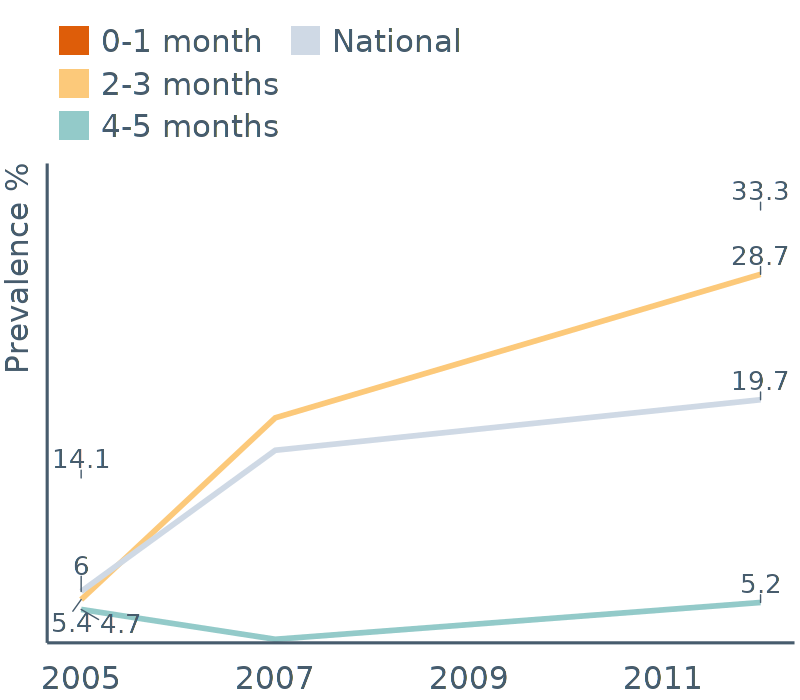 0-1 month National
2-3 months
4-5 months
Prevalence %
33.3
28.7
19.7
14.1
6
5.2
5.4 4.7
2005 2007 2009 2011